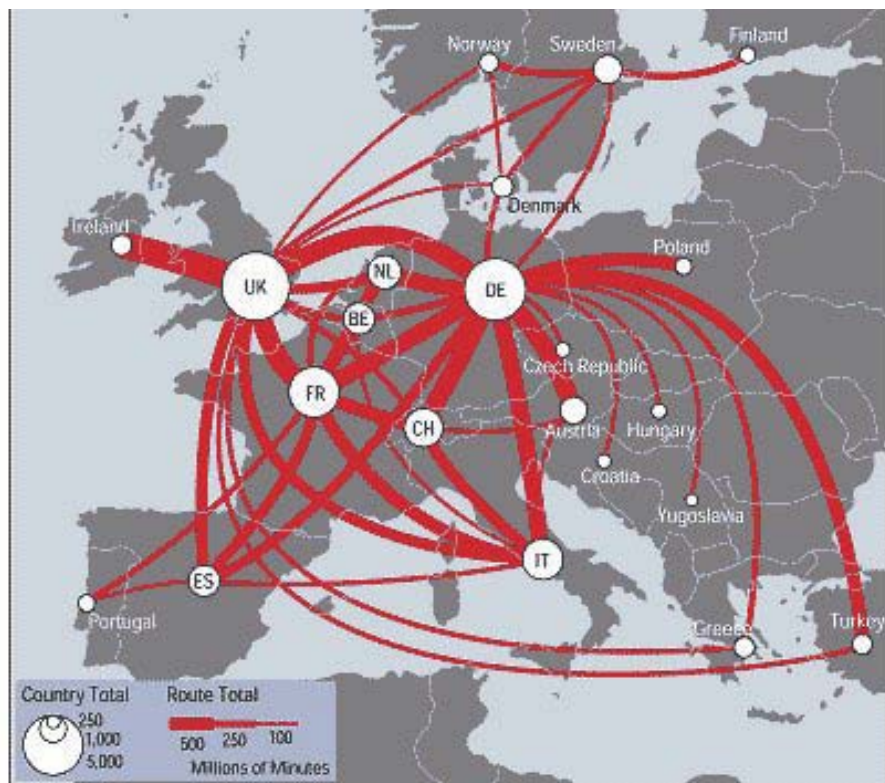 Norway
Sweden
Finland
Ireland
Denmark
Poland
UK
NL
DE
BE
Czech Republic
FR
CH
Austria
Hungary
Croatia
Yugoslavia
ES
IT
Portugal
Greece
Turkey
Country Total
250
1,000
5,000
Route Total
500 250 100
Millions of Minutes